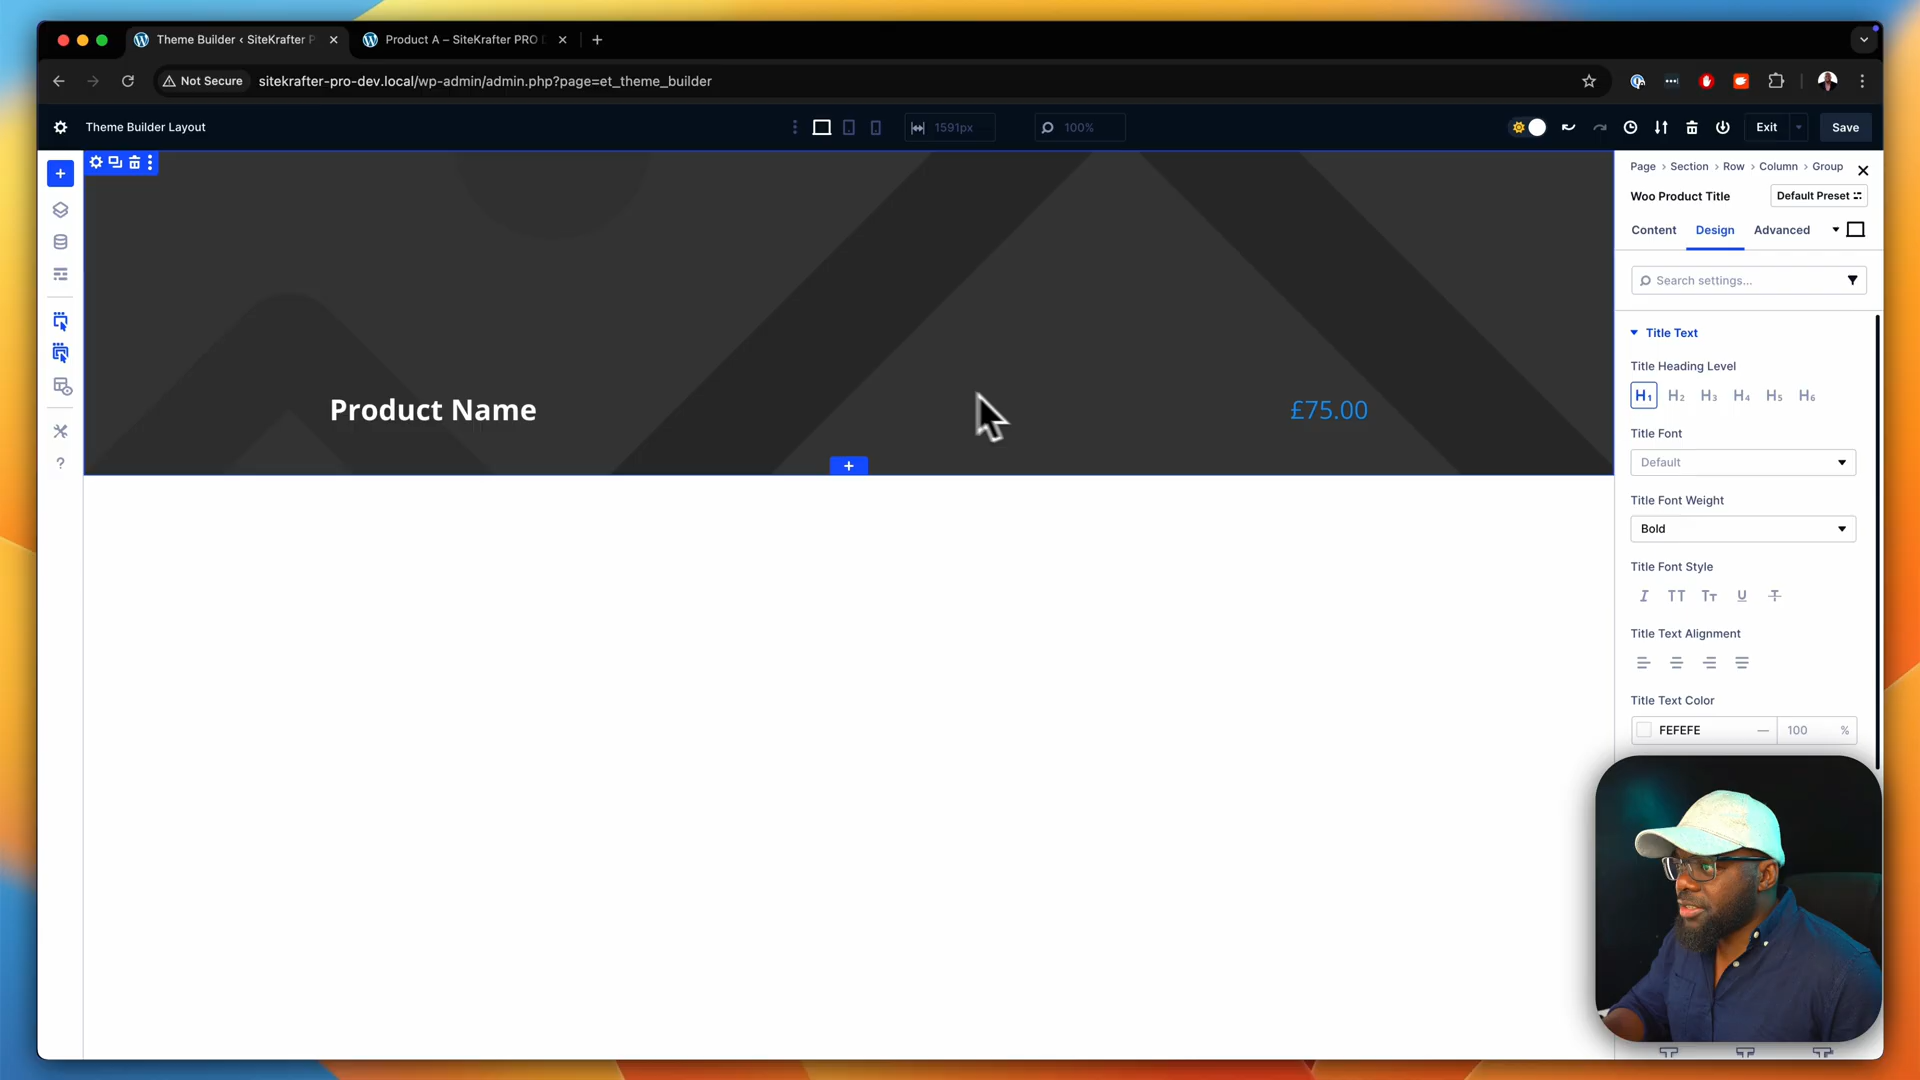 Theme Builder ‹ SiteKrafter P
Product A – SiteKrafter PRO
Not Secure
sitekrafter-pro-dev.local/wp-admin/admin.php?page=et_theme_builder
Theme Builder Layout
1591px
100%
Exit
Save
Page > Section > Row > Column > Group
Woo Product Title
Default Preset
Content
Design
Advanced
Search settings...
Title Text
Title Heading Level
H1 H2 H3 H4 H5 H6
Title Font
Default
Title Font Weight
Bold
Title Font Style
I TT Tт U T
Title Text Alignment
Title Text Color
FEFEFE
100
%
Product Name
£75.00